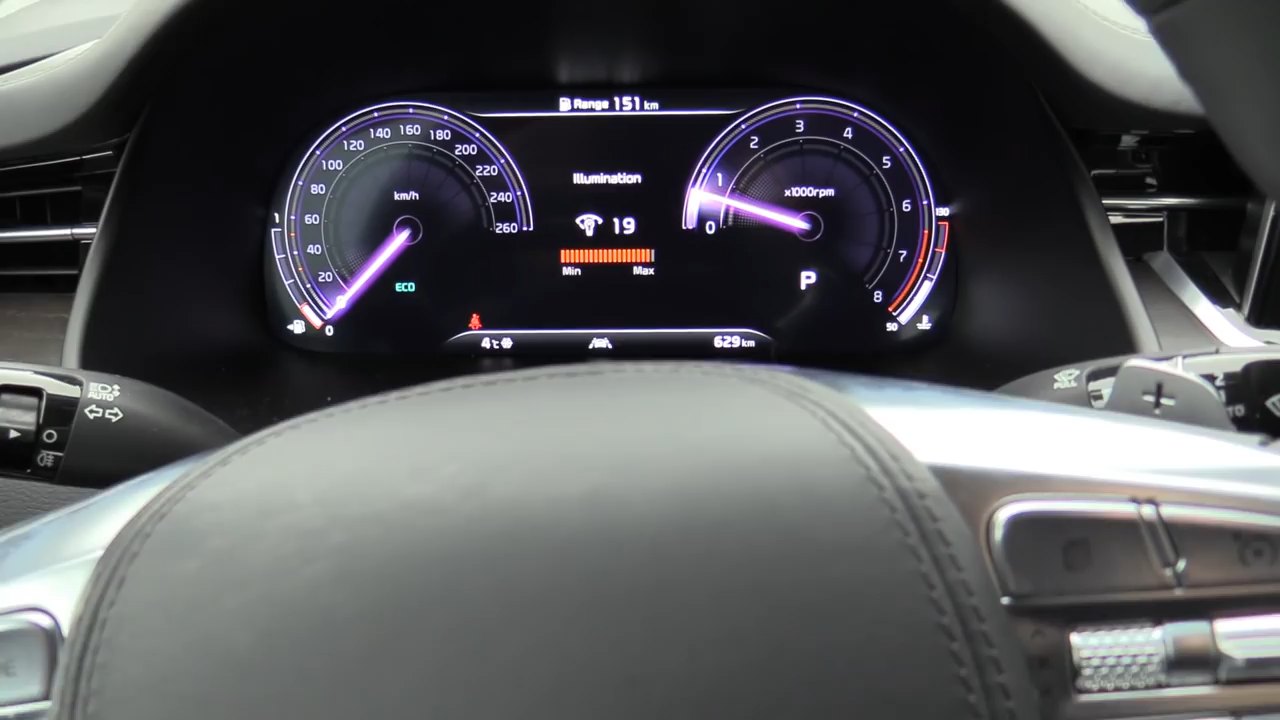 Range 151 km
140 160 180
120 200
100 220
80 240
60 260
40
20
0
km/h
ECO
1
Illumination
19
Min Max
3
2 4
1 5
0 6
7
8
x1000rpm
P
130
50
4℃
629 km
AUTO
FULL
+